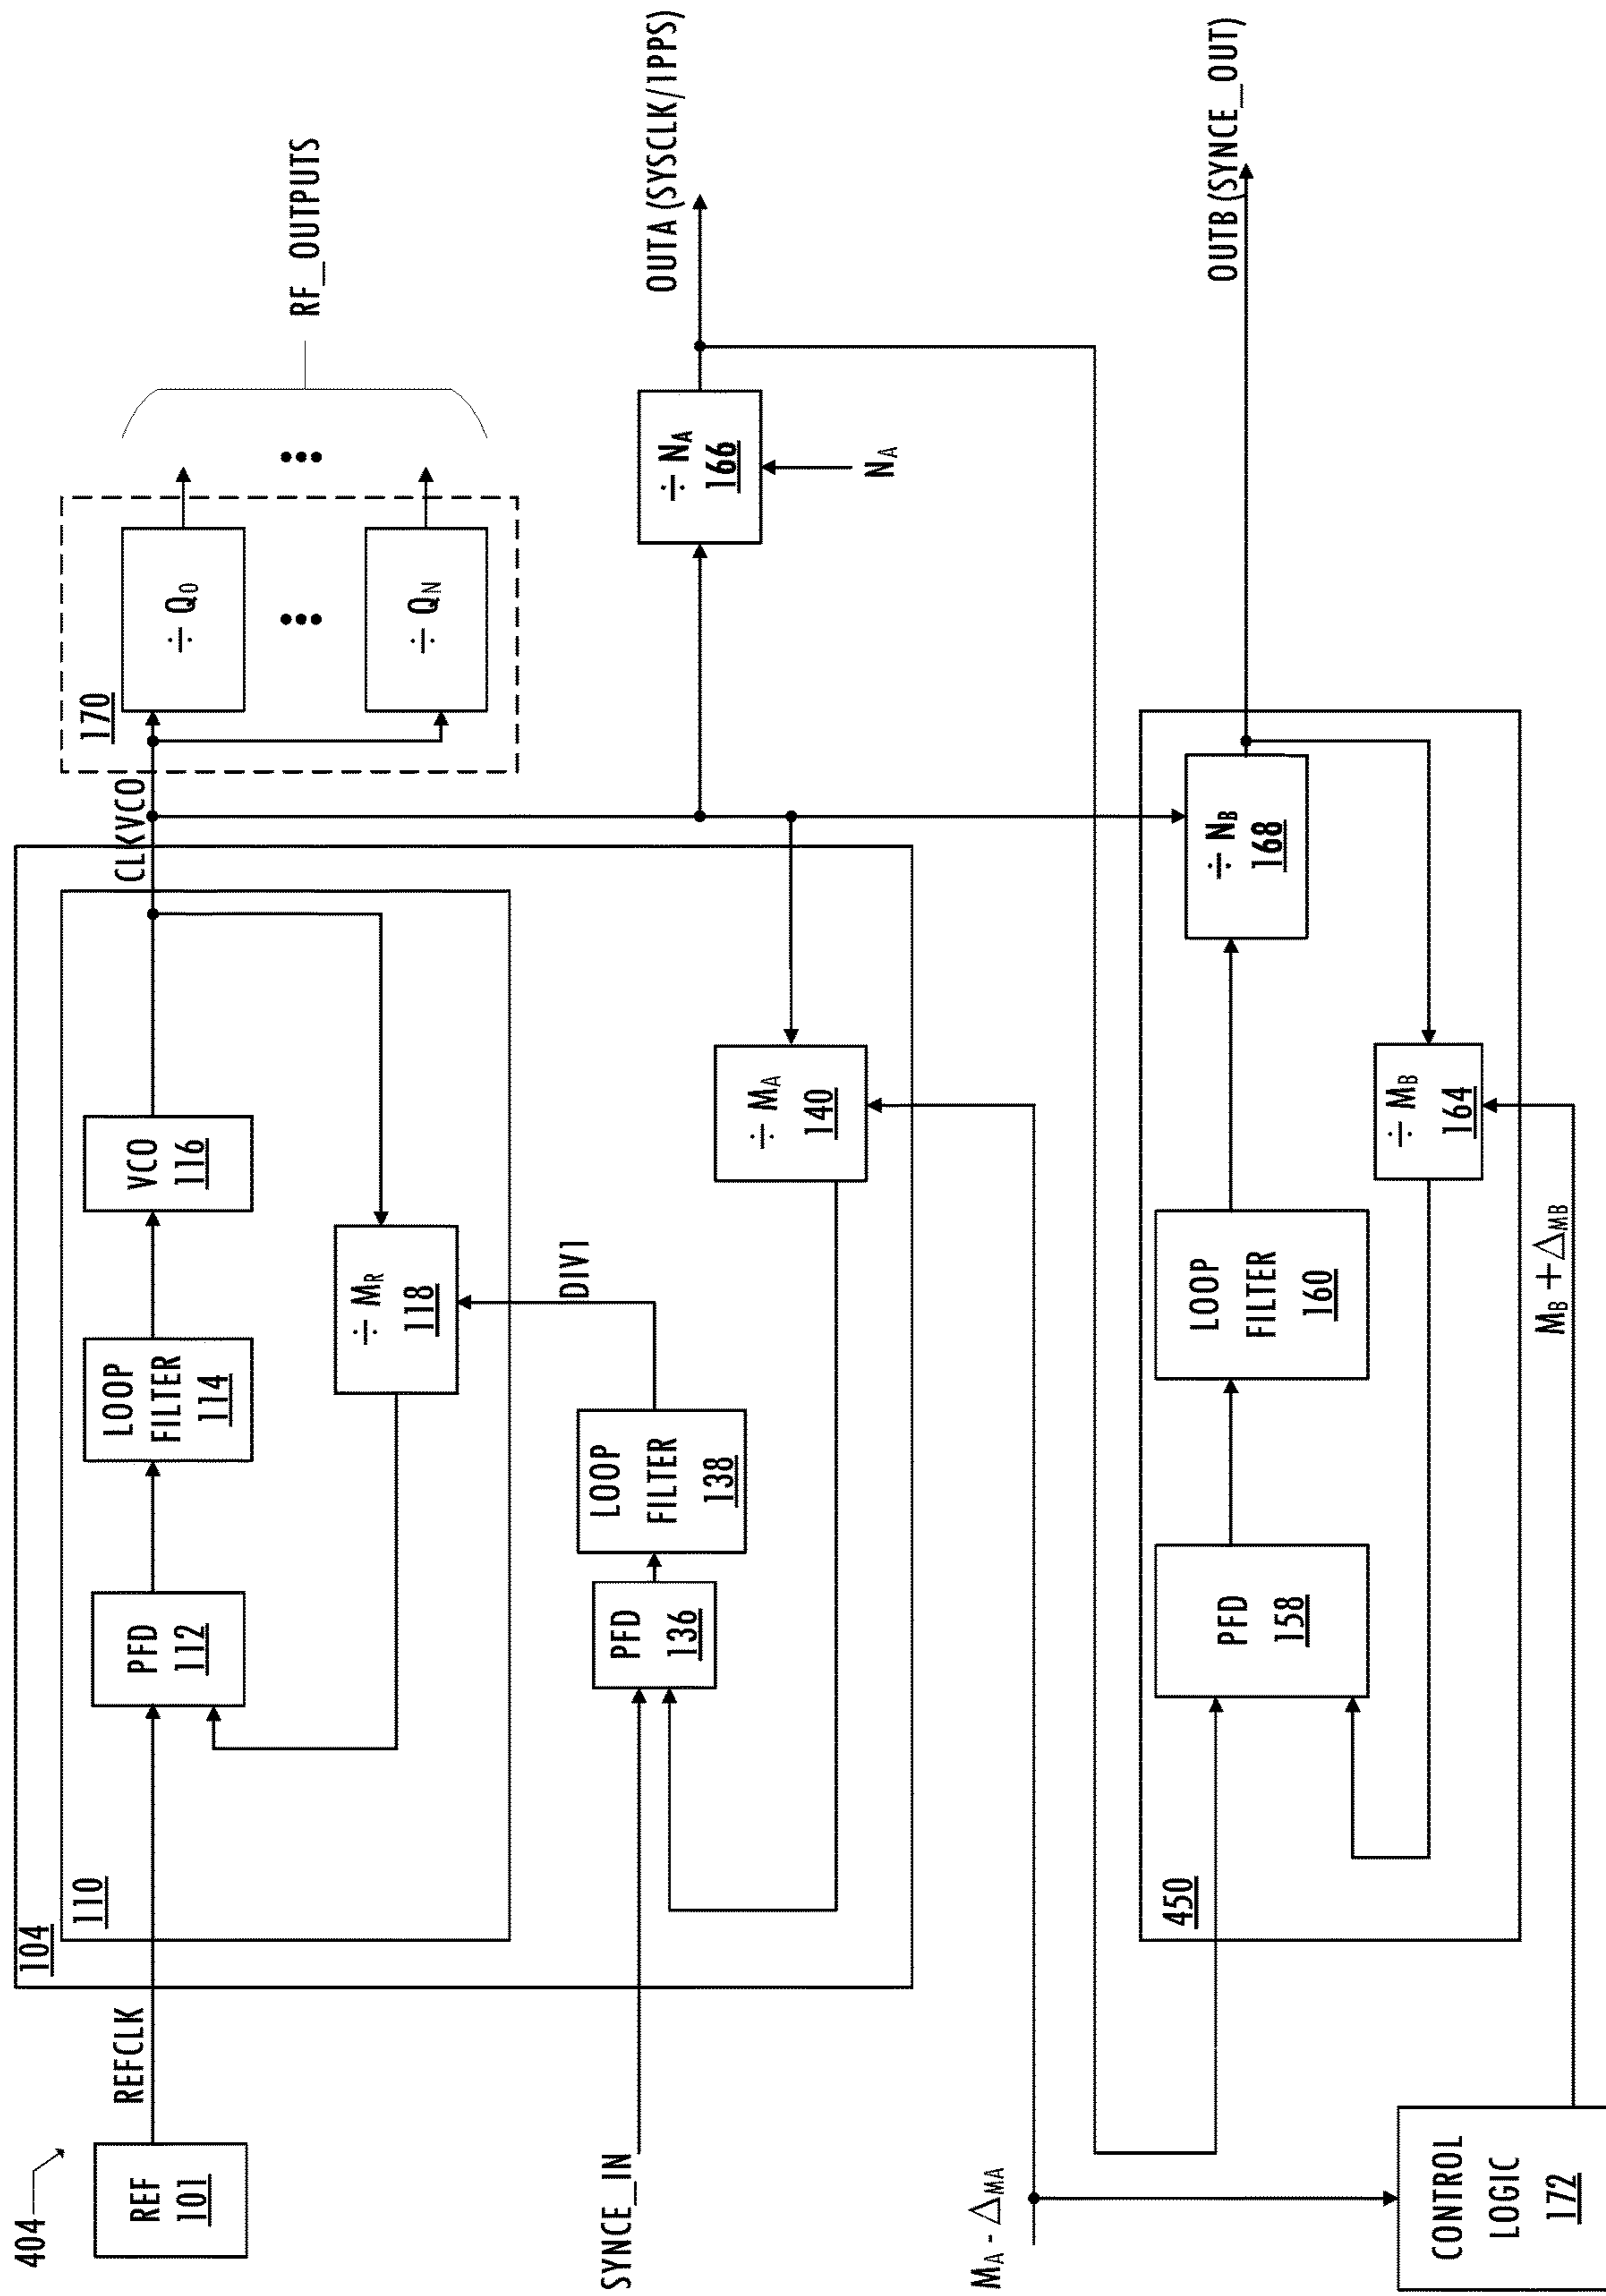 404
REF
101
REFCLK
104
110
PFD
112
LOOP
FILTER
114
VCO
116
÷ MR
118
CLKVCO
170
÷ Q0
•••
÷ QN
•••
RF_OUTPUTS
SYNCE_IN
PFD
136
LOOP
FILTER
138
DIV1
÷ MA
140
÷ NA
166
NA
OUTA (SYSCLK/1PPS)
MA - ΔMA
450
PFD
158
LOOP
FILTER
160
÷ NB
168
÷ MB
164
OUTB (SYNCE_OUT)
CONTROL
LOGIC
172
MB + ΔMB